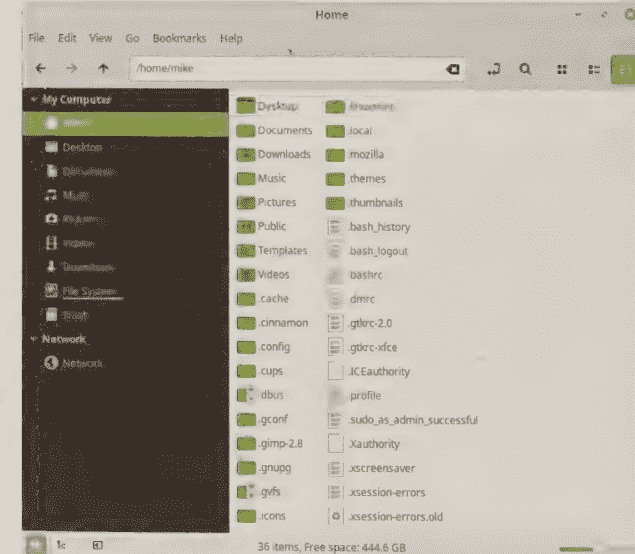 Home
File Edit View Go Bookmarks Help
/home/mike
My Computer
Desktop
File System
Network
Network
Desktop
Documents
Downloads
Music
Pictures
Public
Templates
Videos
.cache
.cinnamon
.config
.cups
.dbus
.gconf
.gimp-2.8
.gnupg
.gvfs
.icons
.linuxmint
.local
.mozilla
.themes
.thumbnails
.bash_history
.bash_logout
bashrc
dmrc
.gtkrc-2.0
.gtkrc-xfce
.ICEauthority
.profile
.sudo_as_admin_successful
.Xauthority
.xscreensaver
.xsession-errors
.xsession-errors.old
36 items, Free space: 444.6 GB